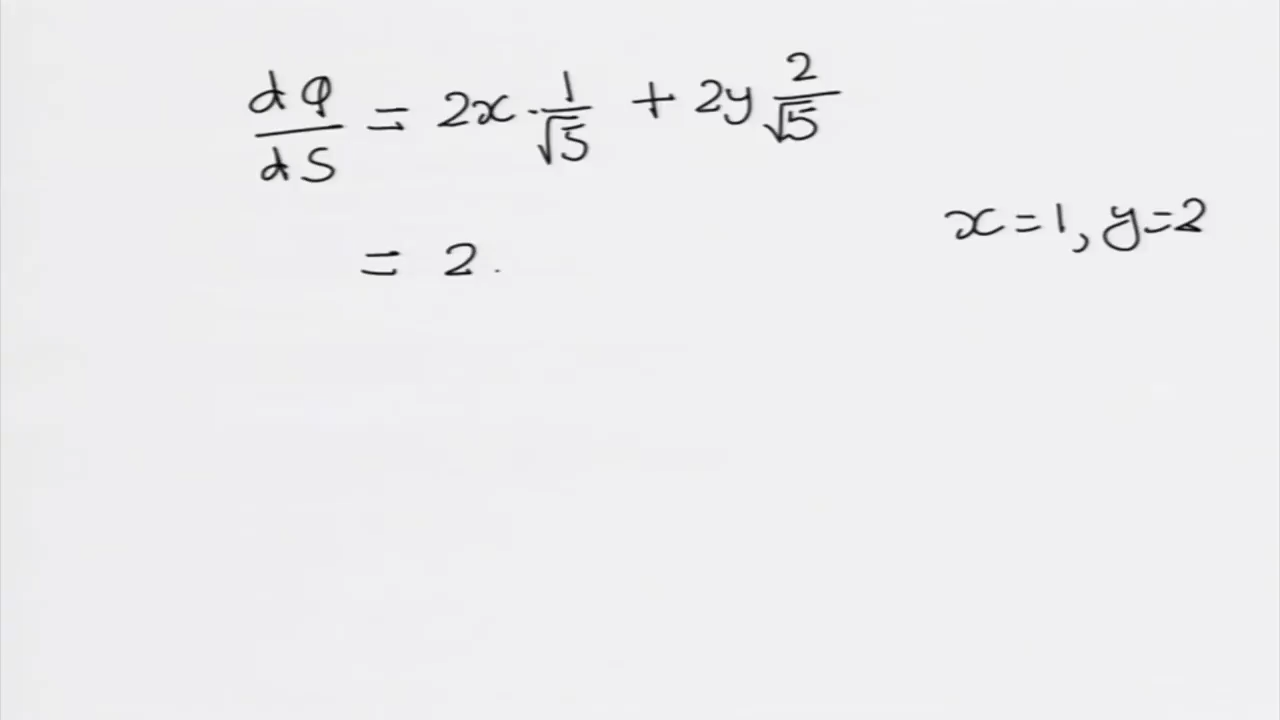 dφ/dS = 2x · 1/√5 + 2y 2/√5
x = 1, y = 2
= 2 .